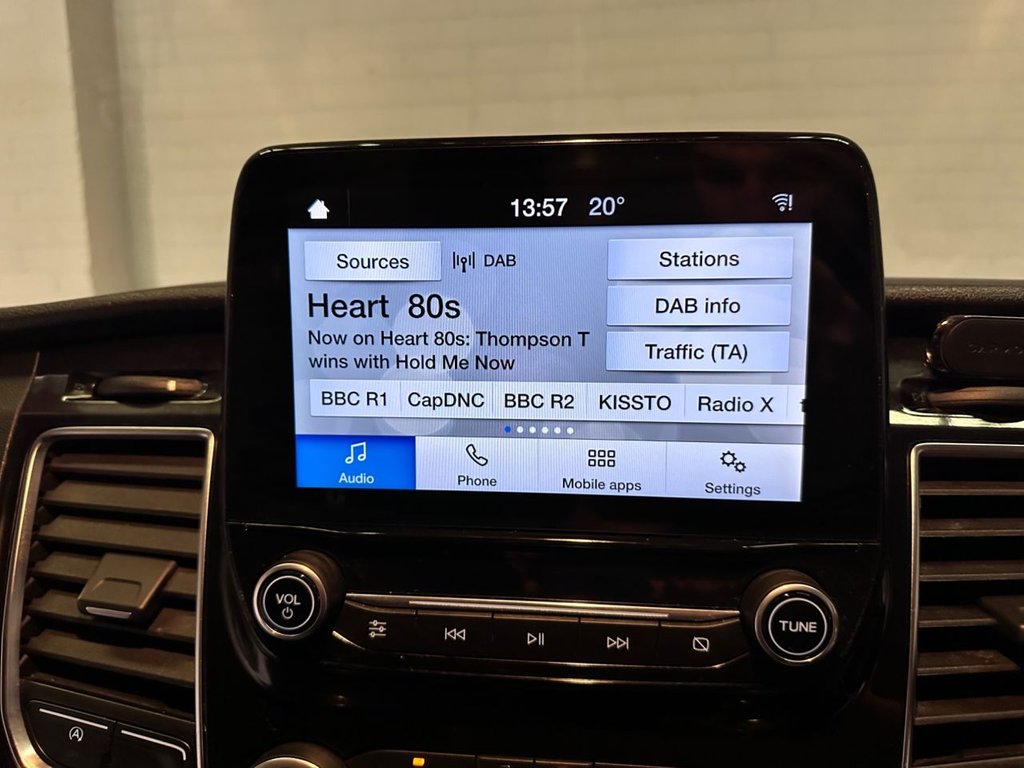 13:57 20°
Sources DAB Stations
Heart 80s DAB info
Now on Heart 80s: Thompson T
wins with Hold Me Now
Traffic (TA)
BBC R1 CapDNC BBC R2 KISSTO Radio X
Audio Phone Mobile apps Settings
VOL
TUNE
A